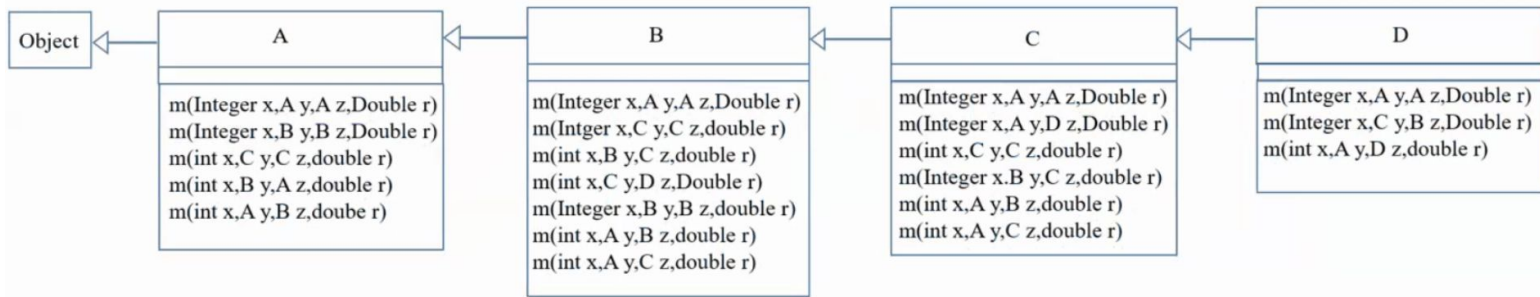 Object
A
m(Integer x,A y,A z,Double r)
m(Integer x,B y,B z,Double r)
m(int x,C y,C z,double r)
m(int x,B y,A z,double r)
m(int x,A y,B z,doube r)
B
m(Integer x,A y,A z,Double r)
m(Intger x,C y,C z,double r)
m(int x,B y,C z,double r)
m(int x,C y,D z,Double r)
m(Integer x,B y,B z,double r)
m(int x,A y,B z,double r)
m(int x,A y,C z,double r)
C
m(Integer x,A y,A z,Double r)
m(Integer x,A y,D z,Double r)
m(int x,C y,C z,double r)
m(Integer x.B y,C z,double r)
m(int x,A y,B z,double r)
m(int x,A y,C z,double r)
D
m(Integer x,A y,A z,Double r)
m(Integer x,C y,B z,Double r)
m(int x,A y,D z,double r)